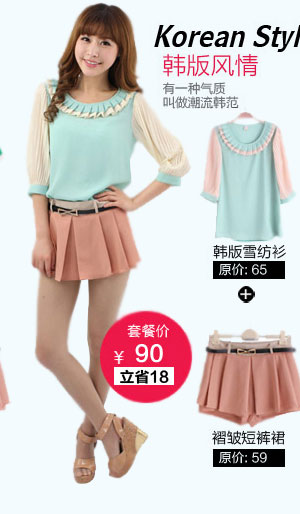 Korean Styl
韩版风情
有一种气质
叫做潮流韩范
韩版雪纺衫
原价: 65
套餐价
¥ 90
立省18
褶皱短裤裙
原价: 59